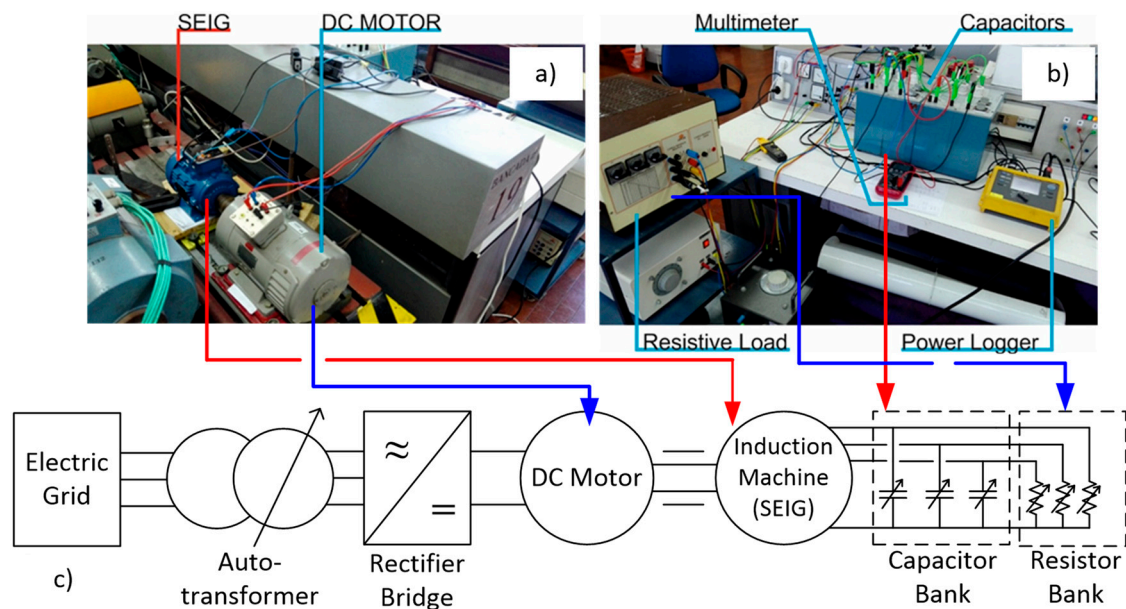 SEIG
DC MOTOR
Multimeter
Capacitors
a)
b)
19
Resistive Load
Power Logger
Electric
Grid
≈
=
DC Motor
Induction
Machine
(SEIG)
Auto-
transformer
Rectifier
Bridge
Capacitor
Bank
Resistor
Bank
c)